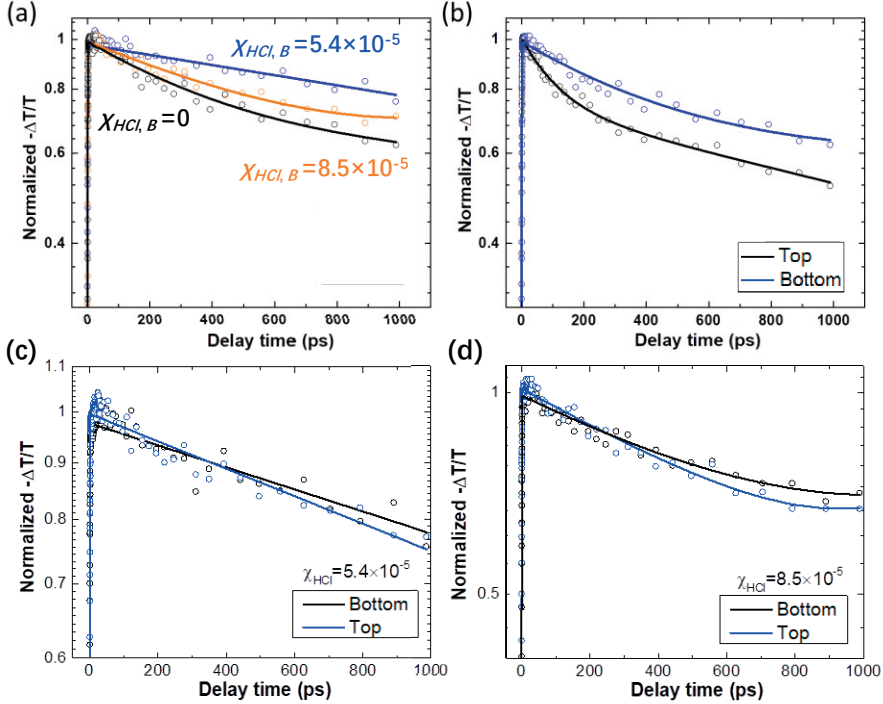 (a)
1
0.8
0.6
0.4
Normalized -ΔT/T
χHCl, B =5.4×10-5
χHCl, B =0
χHCl, B =8.5×10-5
0 200 400 600 800 1000
Delay time (ps)
(b)
1
0.8
0.6
0.4
Normalized -ΔT/T
Top
Bottom
0 200 400 600 800 1000
Delay time (ps)
(c)
1.1
1
0.9
0.8
0.7
0.6
Normalized -ΔT/T
χHCl=5.4×10-5
Bottom
Top
0 200 400 600 800 1000
Delay time (ps)
(d)
1
0.5
Normalized -ΔT/T
χHCl=8.5×10-5
Bottom
Top
0 200 400 600 800 1000
Delay time (ps)